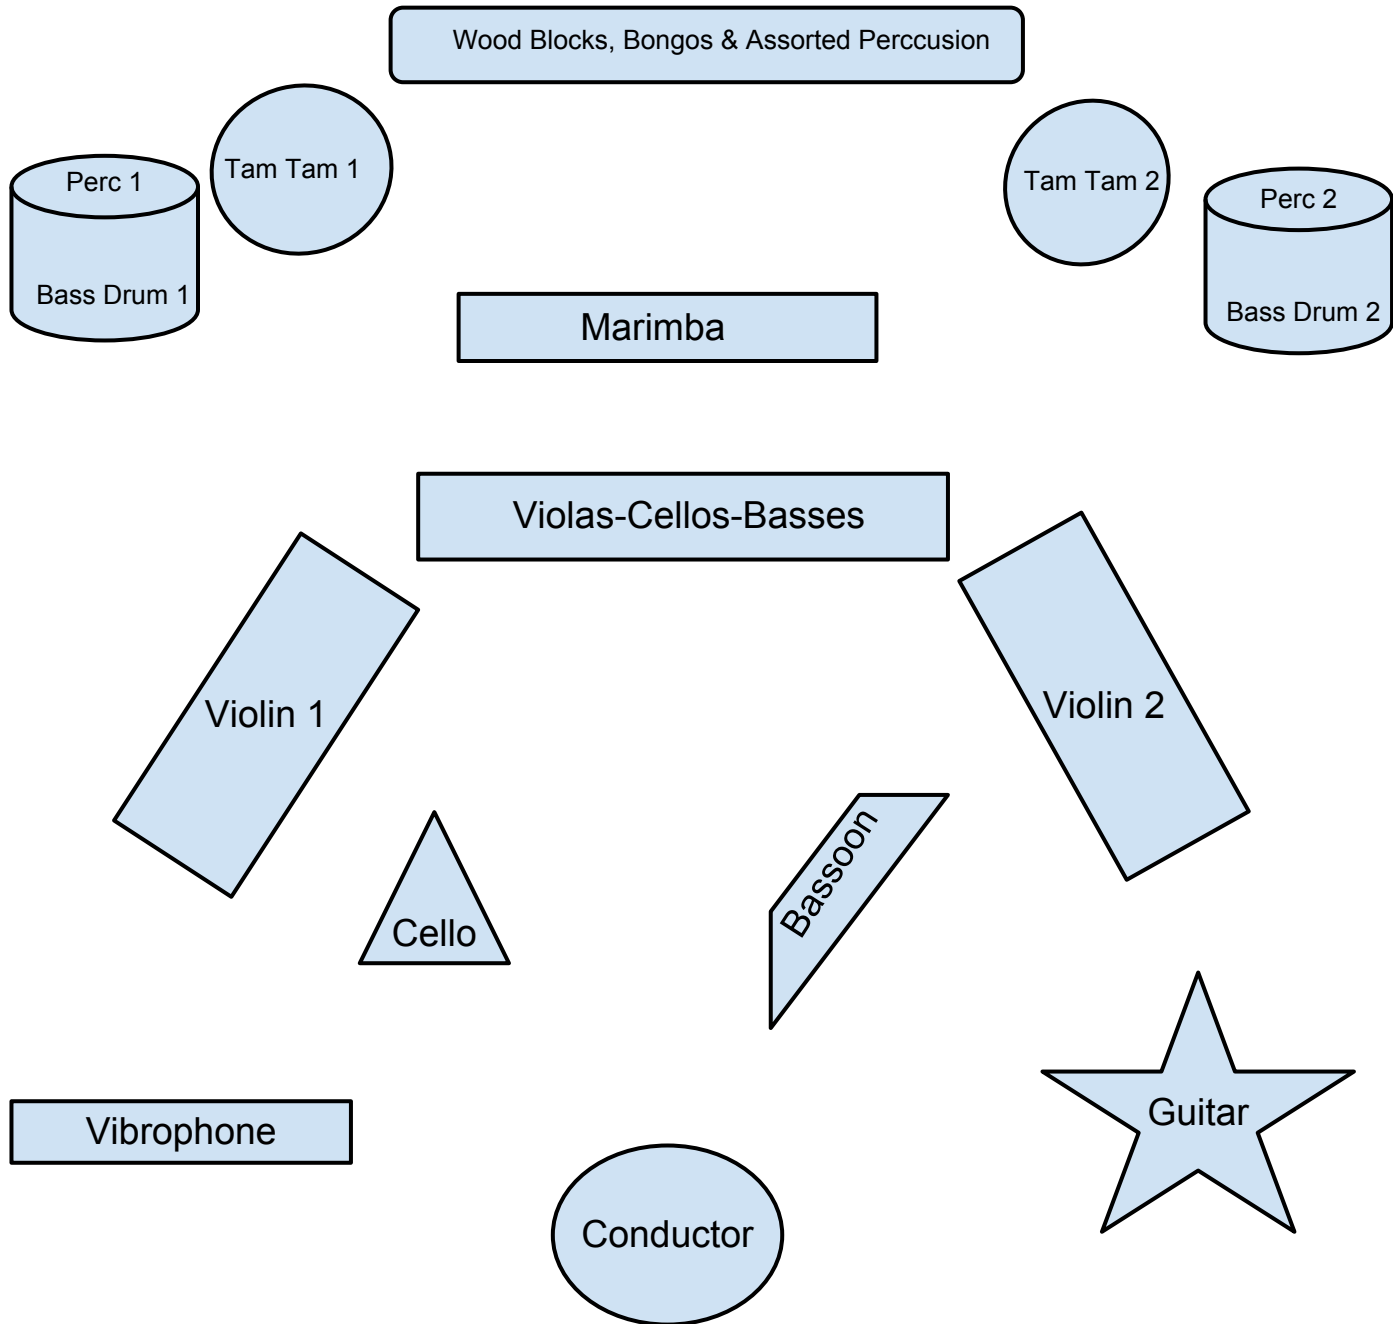 Wood Blocks, Bongos & Assorted Perccusion
Tam Tam 1
Tam Tam 2
Perc 1
Perc 2
Bass Drum 1
Bass Drum 2
Marimba
Violas-Cellos-Basses
Violin 1
Violin 2
Bassoon
Cello
Guitar
Vibrophone
Conductor